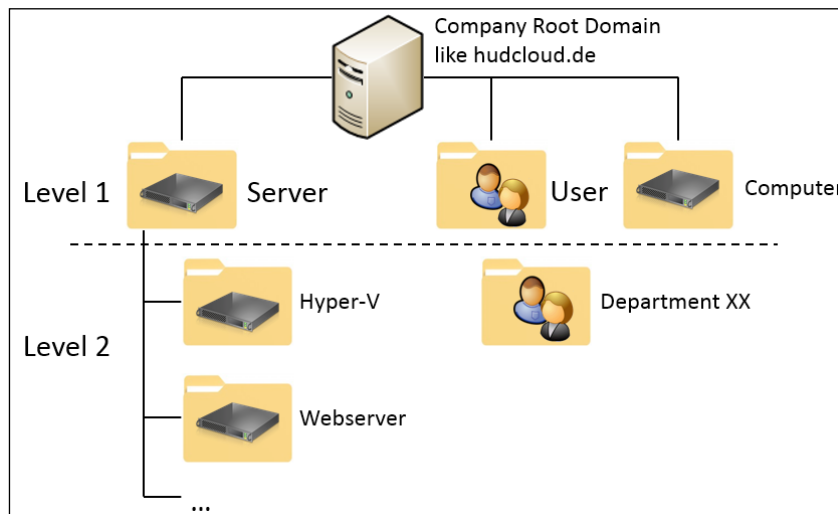 Company Root Domain
like hudcloud.de
Level 1
Server
User
Computer
Level 2
Hyper-V
Department XX
Webserver
...